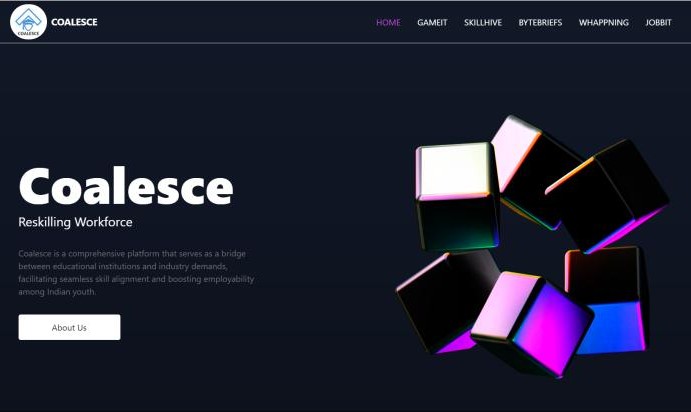 COALESCE
COALESCE
HOME GAMEIT SKILLHIVE BYTEBRIEFS WHAPPNING JOBBIT
Coalesce
Reskilling Workforce
Coalesce is a comprehensive platform that serves as a bridge
between educational institutions and industry demands,
facilitating seamless skill alignment and boosting employability
among Indian youth.
About Us